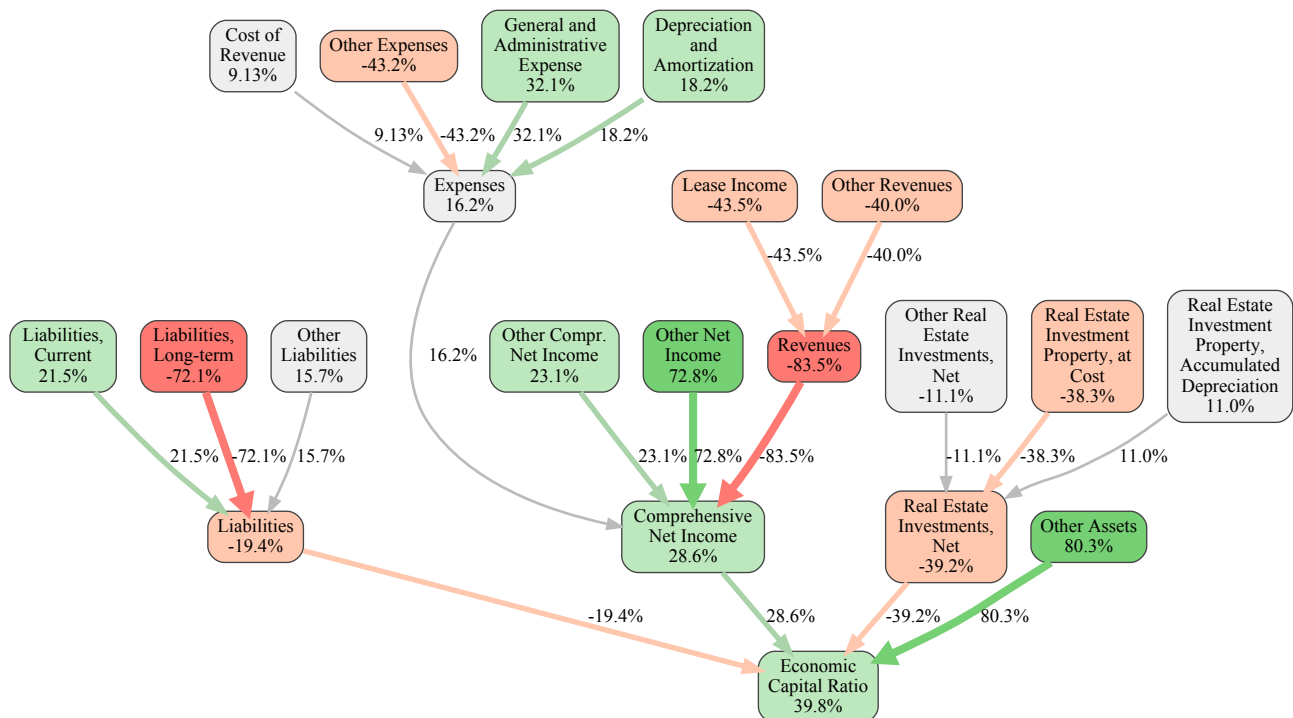 Cost of
Revenue
9.13%
Other Expenses
-43.2%
General and
Administrative
Expense
32.1%
Depreciation
and
Amortization
18.2%
9.13%
-43.2%
32.1%
18.2%
Expenses
16.2%
Lease Income
-43.5%
Other Revenues
-40.0%
-43.5%
-40.0%
Liabilities,
Current
21.5%
Liabilities,
Long-term
-72.1%
Other
Liabilities
15.7%
16.2%
Other Compr.
Net Income
23.1%
Other Net
Income
72.8%
Revenues
-83.5%
Other Real
Estate
Investments,
Net
-11.1%
Real Estate
Investment
Property, at
Cost
-38.3%
Real Estate
Investment
Property,
Accumulated
Depreciation
11.0%
21.5%
-72.1%
15.7%
23.1%
72.8%
-83.5%
-11.1%
-38.3%
11.0%
Liabilities
-19.4%
Comprehensive
Net Income
28.6%
Real Estate
Investments,
Net
-39.2%
Other Assets
80.3%
-19.4%
28.6%
-39.2%
80.3%
Economic
Capital Ratio
39.8%